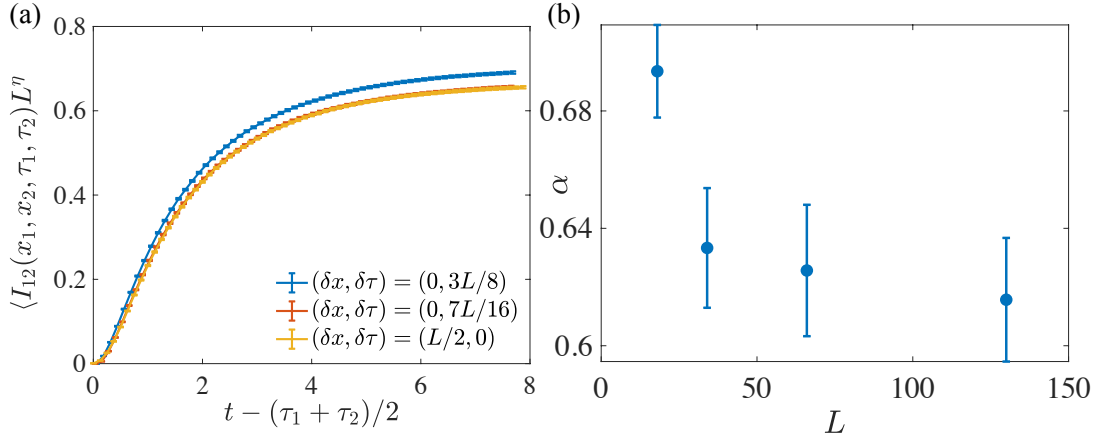 (a)
0.8
0.6
0.4
0.2
0
⟨I₁₂(x₁, x₂, τ₁, τ₂)⟩L^η
(δx, δτ) = (0, 3L/8)
(δx, δτ) = (0, 7L/16)
(δx, δτ) = (L/2, 0)
0 2 4 6 8
t − (τ₁ + τ₂)/2
(b)
0.68
0.64
0.6
α
0 50 100 150
L